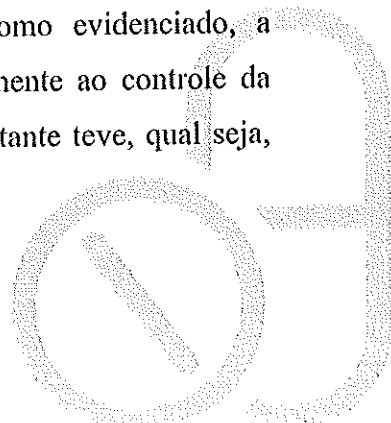 omo evidenciado, a
nente ao controle da
tante teve, qual seja,